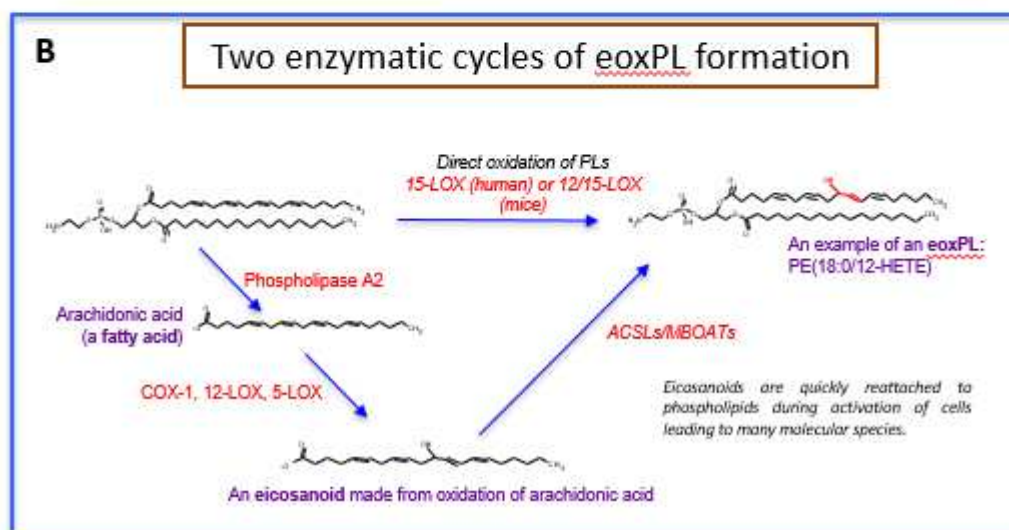 B
Two enzymatic cycles of eoxPL formation
Direct oxidation of PLs
15-LOX (human) or 12/15-LOX
(mice)
An example of an eoxPL:
PE(18:0/12-HETE)
Phospholipase A2
Arachidonic acid
(a fatty acid)
ACSLs/MBOATs
COX-1, 12-LOX, 5-LOX
Eicosanoids are quickly reattached to
phospholipids during activation of cells
leading to many molecular species.
An eicosanoid made from oxidation of arachidonic acid